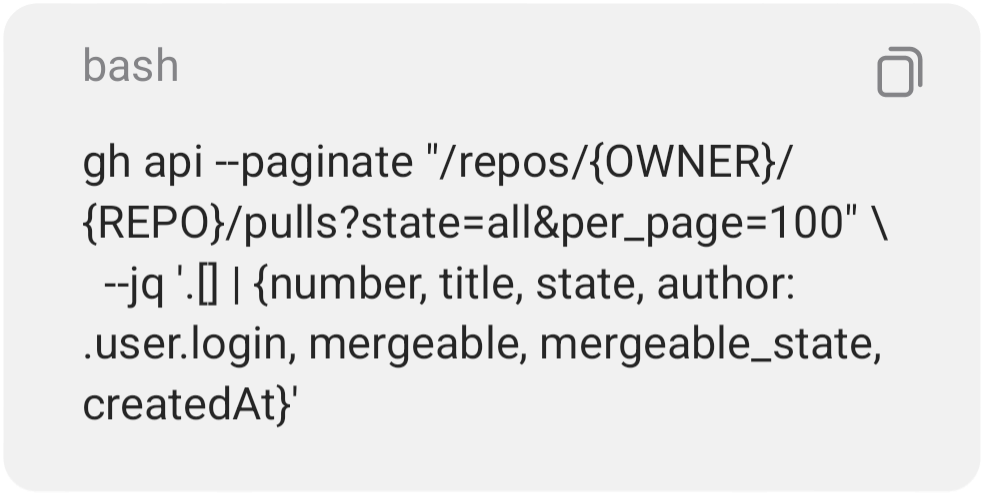 bash
gh api --paginate "/repos/{OWNER}/
{REPO}/pulls?state=all&per_page=100" \
--jq '.[] | {number, title, state, author:
.user.login, mergeable, mergeable_state,
createdAt}'